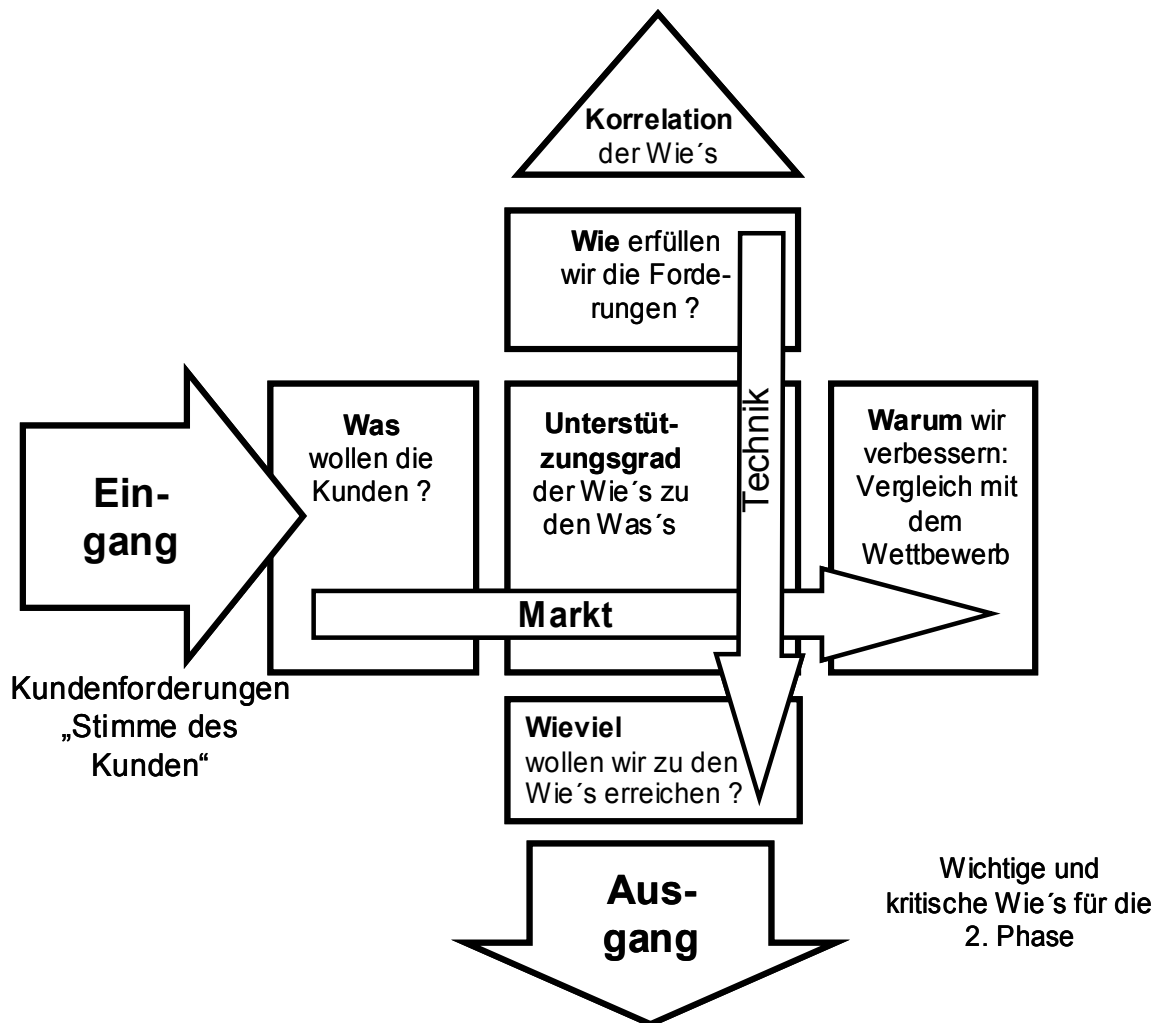 Korrelation
der Wie´s
Wie erfüllen
wir die Forde-
rungen ?
Ein-
gang
Was
wollen die
Kunden ?
Unterstüt-
zungsgrad
der Wie´s zu
den Was´s
Technik
Warum wir
verbessern:
Vergleich mit
dem
Wettbewerb
Markt
Kundenforderungen
„Stimme des
Kunden“
Wieviel
wollen wir zu den
Wie´s erreichen ?
Aus-
gang
Wichtige und
kritische Wie´s für die
2. Phase